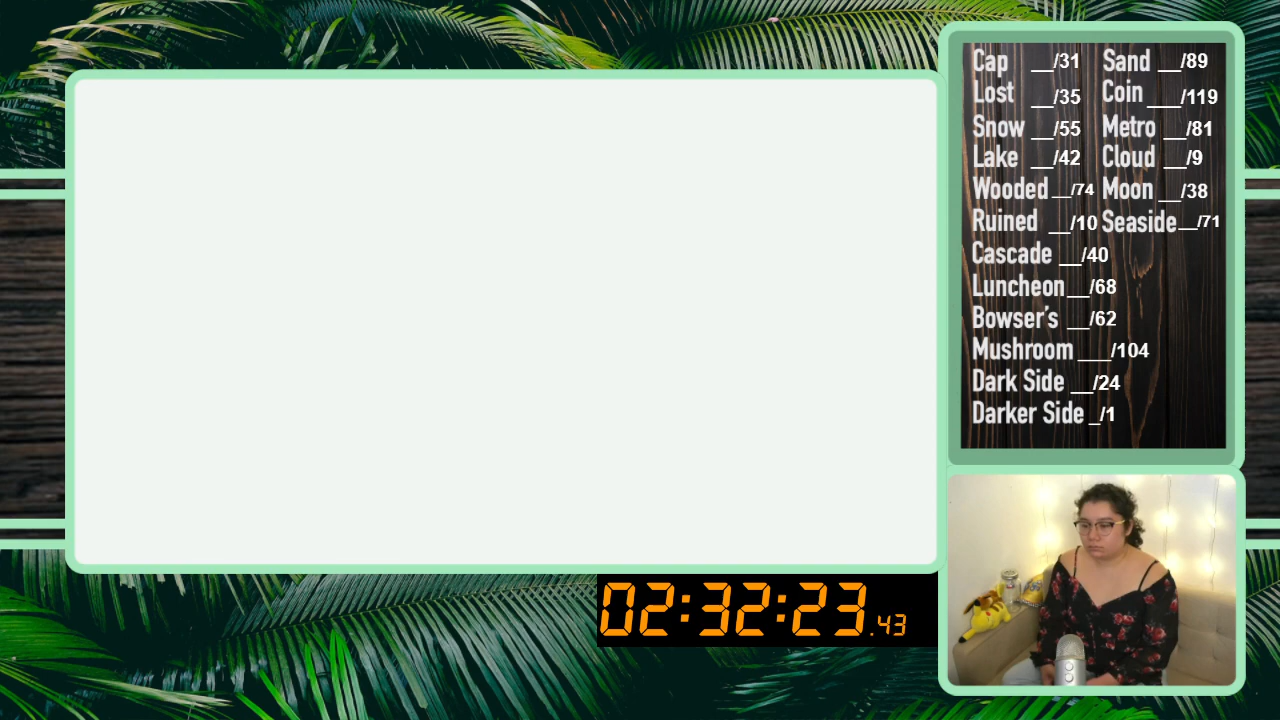 Cap __/31 Sand __/89
Lost __/35 Coin ___/119
Snow __/55 Metro __/81
Lake __/42 Cloud __/9
Wooded __/74 Moon __/38
Ruined __/10 Seaside __/71
Cascade __/40
Luncheon __/68
Bowser's __/62
Mushroom ___/104
Dark Side __/24
Darker Side _/1
02:32:23.43